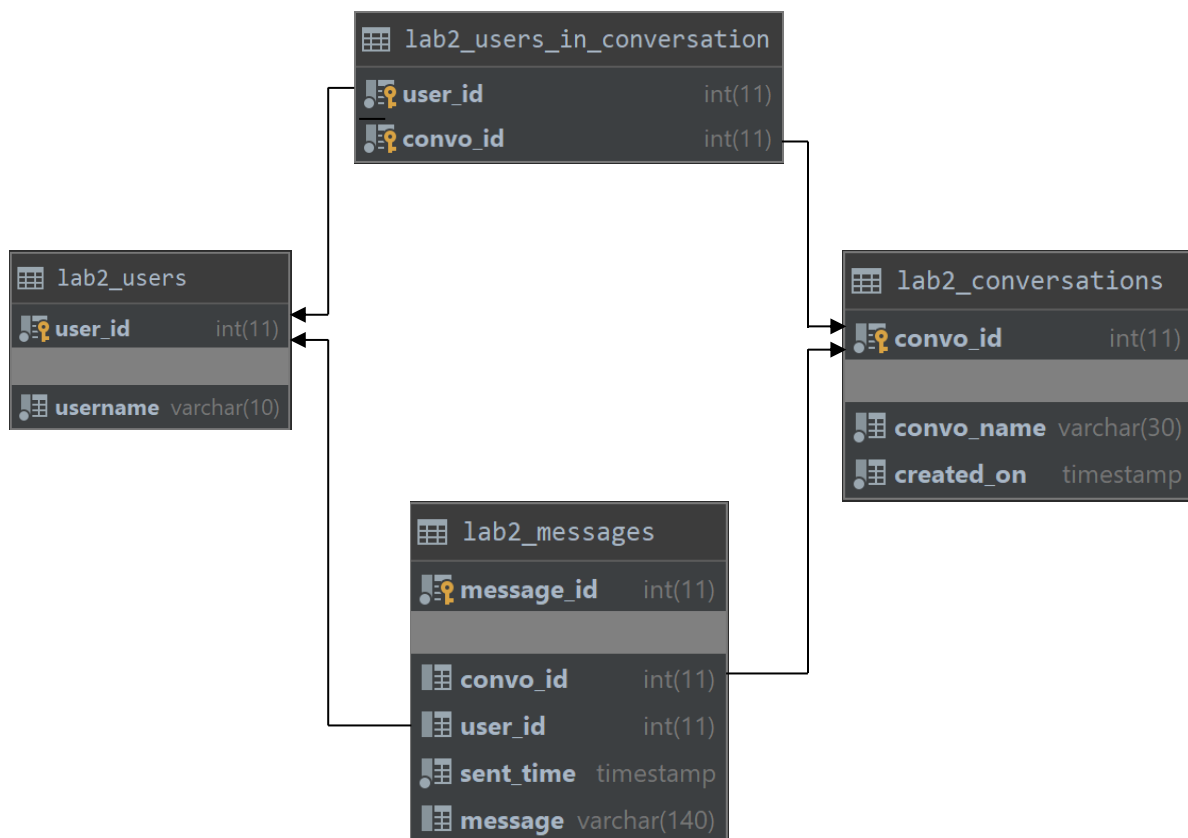 lab2_users_in_conversation
user_id int(11)
convo_id int(11)
lab2_users
user_id int(11)
username varchar(10)
lab2_conversations
convo_id int(11)
convo_name varchar(30)
created_on timestamp
lab2_messages
message_id int(11)
convo_id int(11)
user_id int(11)
sent_time timestamp
message varchar(140)